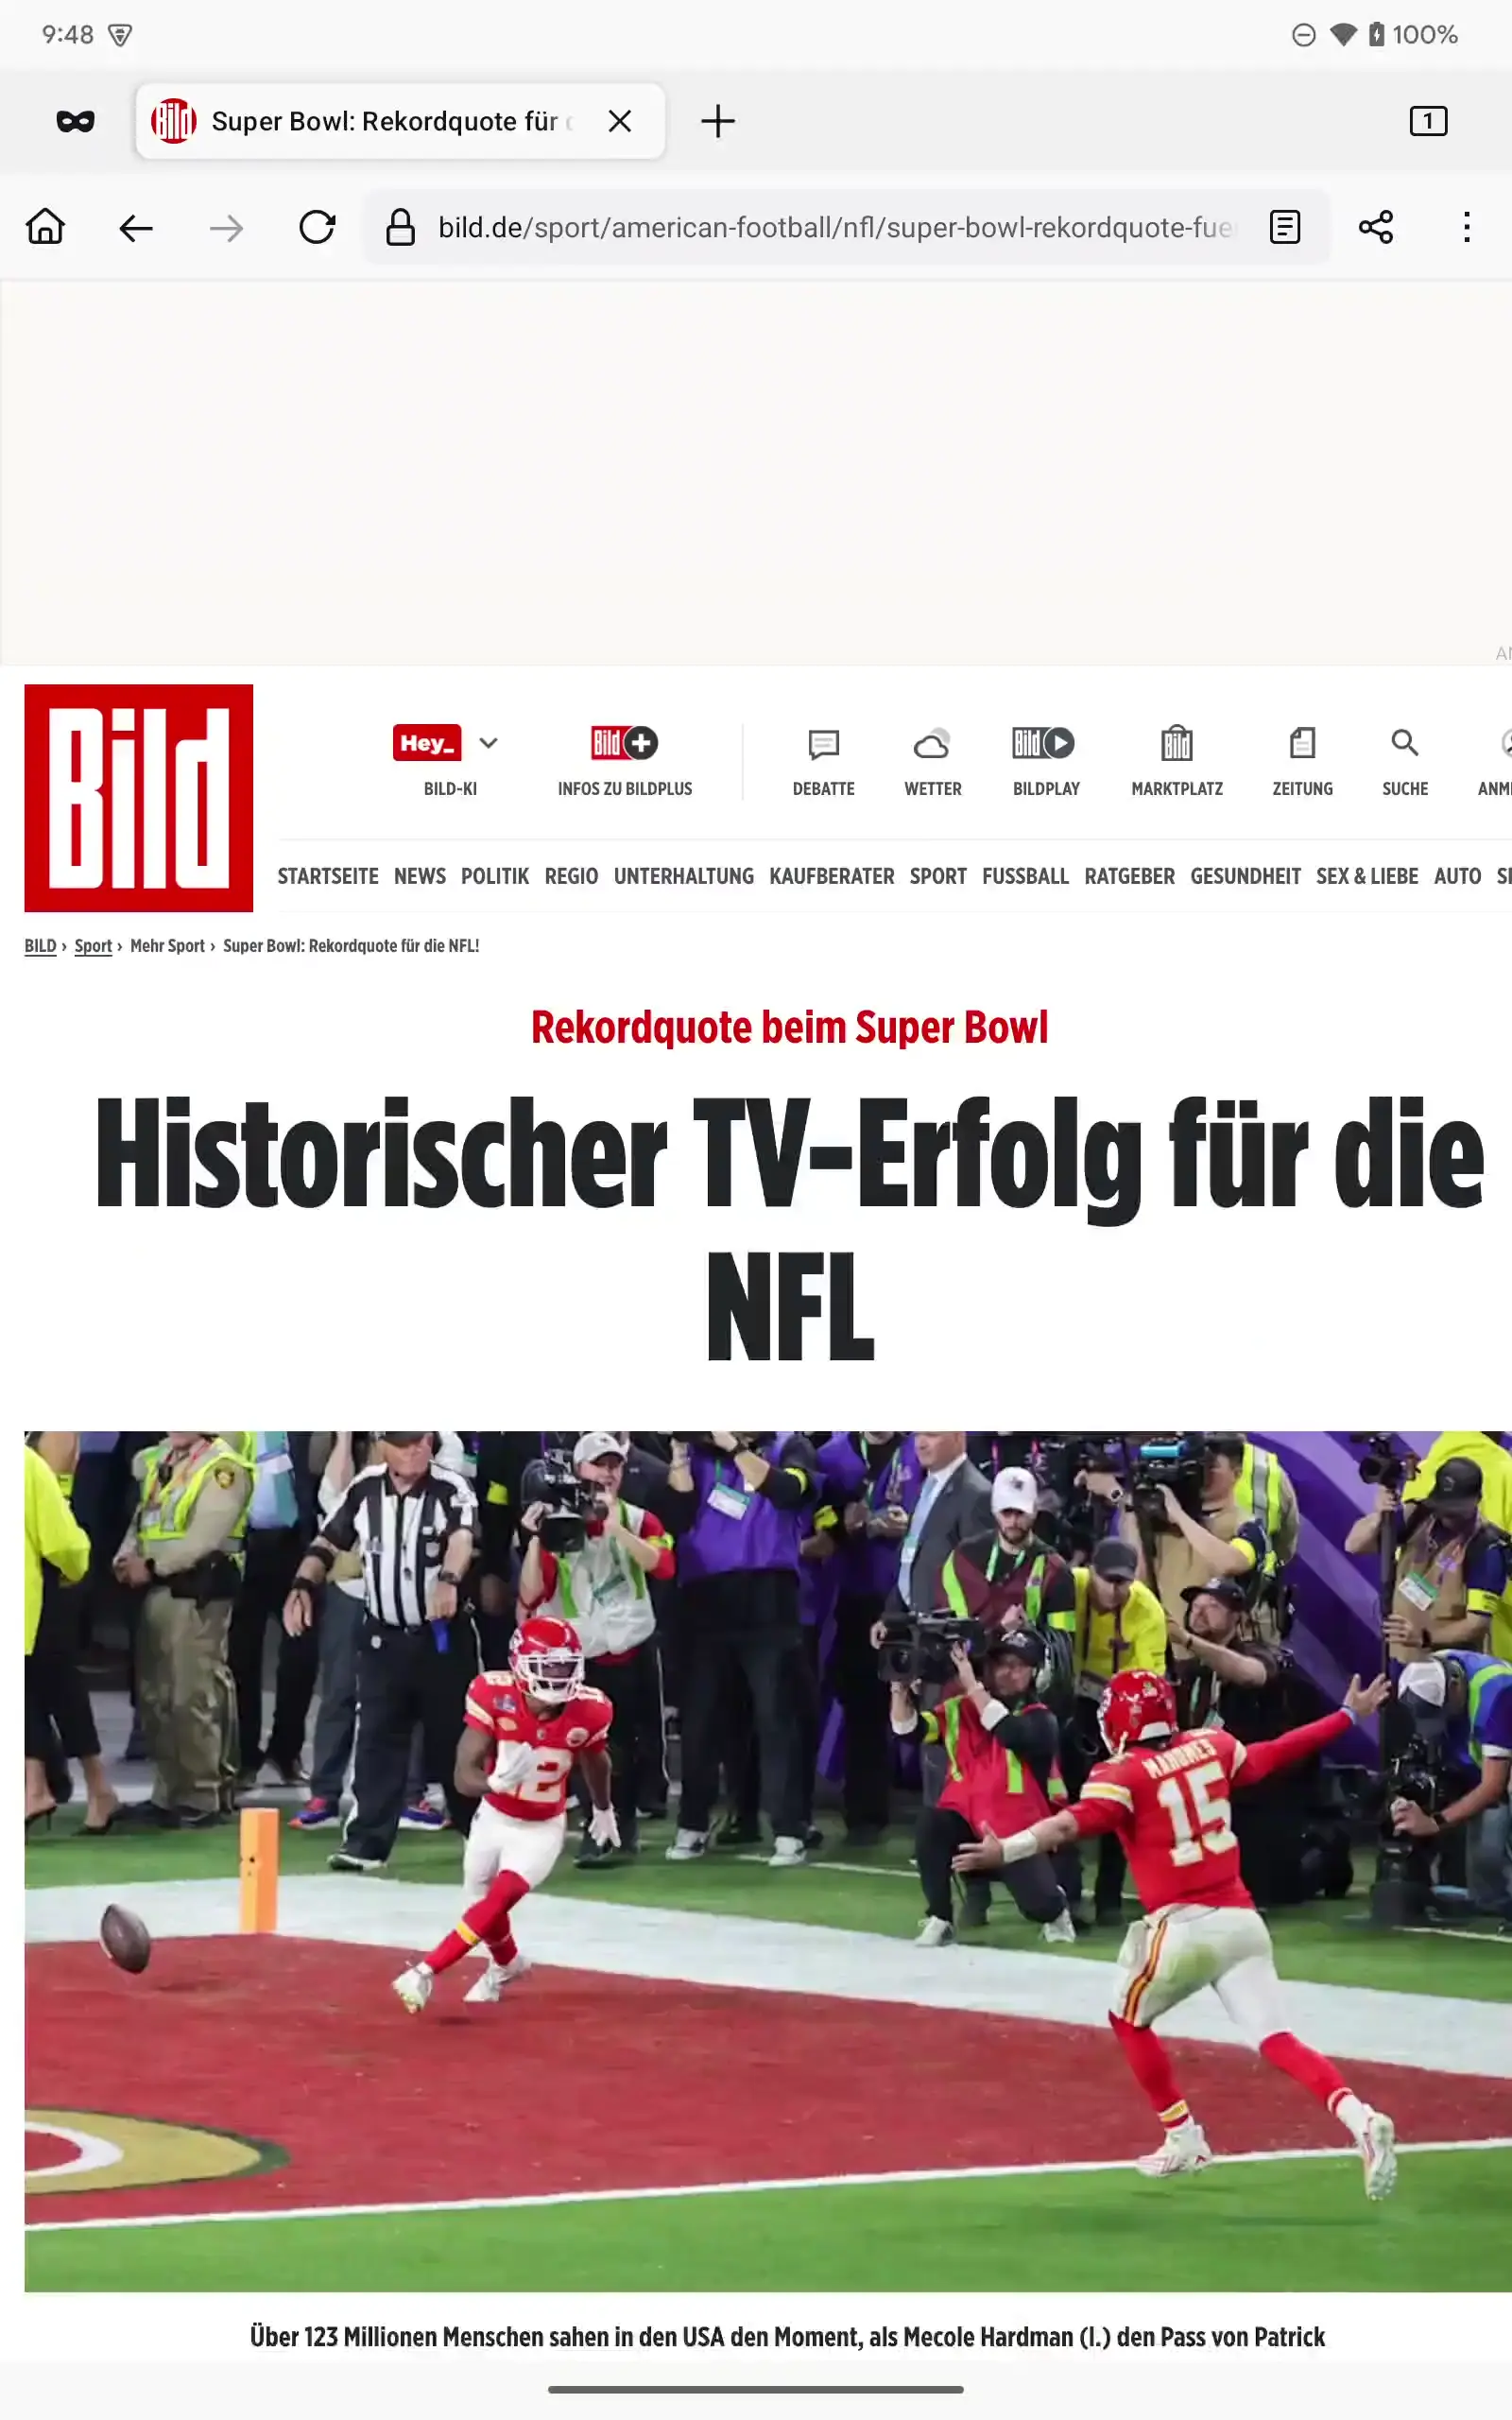 9:48
100%
Super Bowl: Rekordquote für
1
bild.de/sport/american-football/nfl/super-bowl-rekordquote-fue
Bild
Hey_
BILD-KI
Bild+
INFOS ZU BILDPLUS
DEBATTE
WETTER
Bild
BILDPLAY
Bild
MARKTPLATZ
ZEITUNG
SUCHE
STARTSEITE NEWS POLITIK REGIO UNTERHALTUNG KAUFBERATER SPORT FUSSBALL RATGEBER GESUNDHEIT SEX & LIEBE AUTO
BILD › Sport › Mehr Sport › Super Bowl: Rekordquote für die NFL!
Rekordquote beim Super Bowl
Historischer TV-Erfolg für die
NFL
12
MAHOMES
15
Über 123 Millionen Menschen sahen in den USA den Moment, als Mecole Hardman (l.) den Pass von Patrick